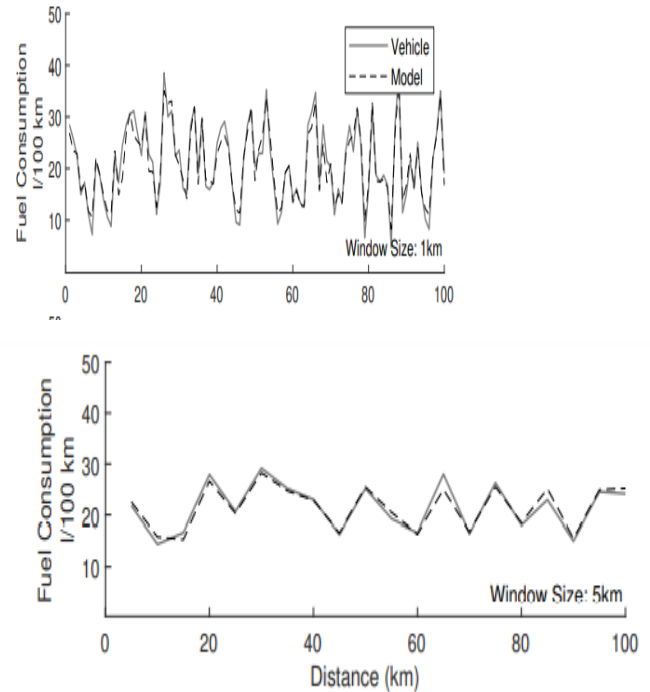 50
40
30
20
10
Fuel Consumption
l/100 km
Vehicle
Model
Window Size: 1km
0 20 40 60 80 100
50
40
30
20
10
Fuel Consumption
l/100 km
Window Size: 5km
0 20 40 60 80 100
Distance (km)